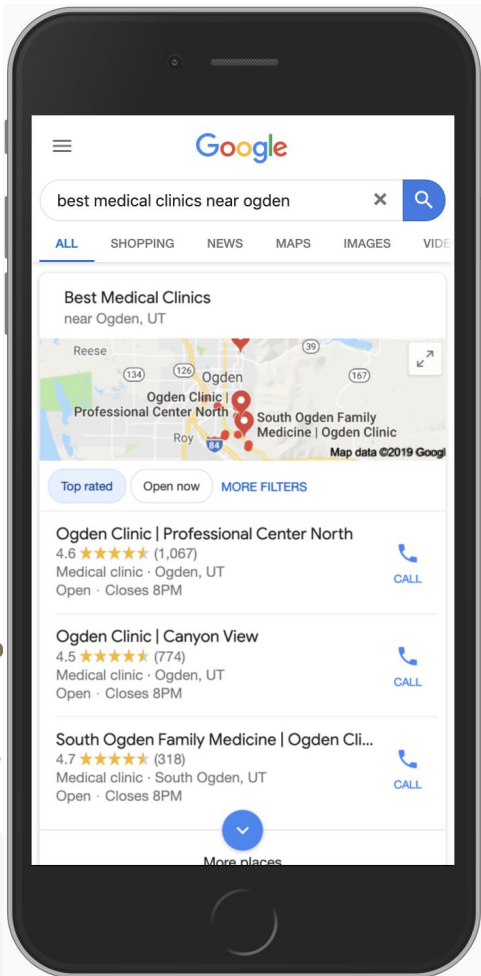 Google
best medical clinics near ogden
ALL SHOPPING NEWS MAPS IMAGES VIDE
Best Medical Clinics
near Ogden, UT
Reese
39
134
126
Ogden
167
Ogden Clinic |
Professional Center North
South Ogden Family
Medicine | Ogden Clinic
Roy
84
Map data ©2019 Googl
Top rated Open now MORE FILTERS
Ogden Clinic | Professional Center North
4.6 (1,067)
Medical clinic · Ogden, UT
Open · Closes 8PM
CALL
Ogden Clinic | Canyon View
4.5 (774)
Medical clinic · Ogden, UT
Open · Closes 8PM
CALL
South Ogden Family Medicine | Ogden Cli...
4.7 (318)
Medical clinic · South Ogden, UT
Open · Closes 8PM
CALL
More places